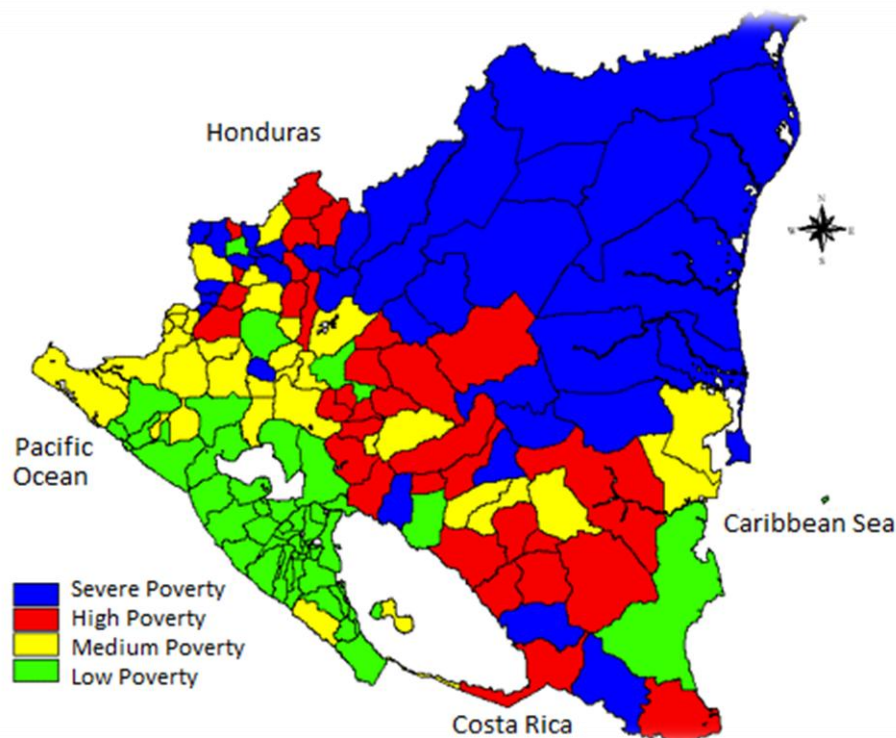 Honduras
N
W
E
S
Pacific
Ocean
Caribbean Sea
Severe Poverty
High Poverty
Medium Poverty
Low Poverty
Costa Rica